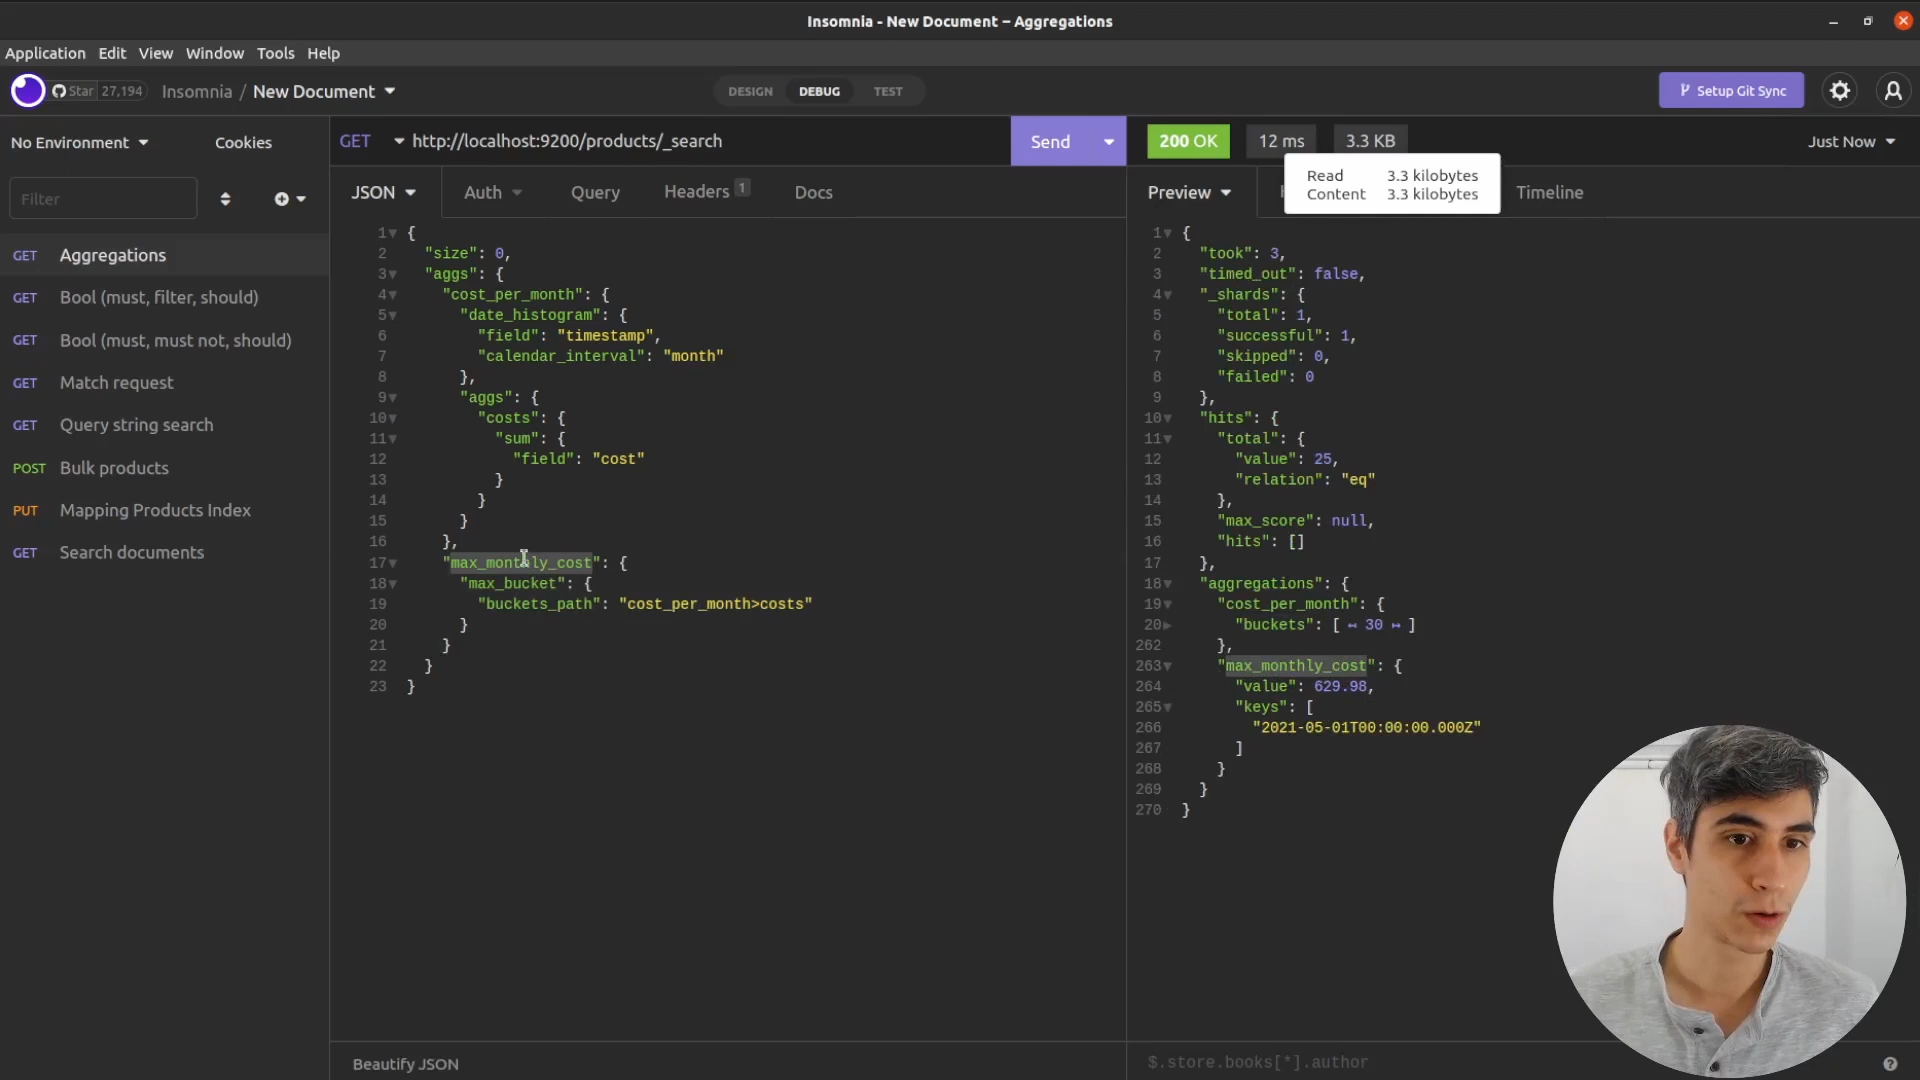 Insomnia - New Document – Aggregations
Application Edit View Window Tools Help
Star 27,194 Insomnia / New Document DESIGN DEBUG TEST Setup Git Sync
No Environment Cookies
Filter
GET Aggregations
GET Bool (must, filter, should)
GET Bool (must, must not, should)
GET Match request
GET Query string search
POST Bulk products
PUT Mapping Products Index
GET Search documents
GET http://localhost:9200/products/_search Send
JSON Auth Query Headers 1 Docs
1 {
2 "size": 0,
3 "aggs": {
4 "cost_per_month": {
5 "date_histogram": {
6 "field": "timestamp",
7 "calendar_interval": "month"
8 },
9 "aggs": {
10 "costs": {
11 "sum": {
12 "field": "cost"
13 }
14 }
15 }
16 },
17 "max_monthly_cost": {
18 "max_bucket": {
19 "buckets_path": "cost_per_month>costs"
20 }
21 }
22 }
23 }
Beautify JSON
200 OK 12 ms 3.3 KB Just Now
Read 3.3 kilobytes
Content 3.3 kilobytes
Preview Timeline
1 {
2 "took": 3,
3 "timed_out": false,
4 "_shards": {
5 "total": 1,
6 "successful": 1,
7 "skipped": 0,
8 "failed": 0
9 },
10 "hits": {
11 "total": {
12 "value": 25,
13 "relation": "eq"
14 },
15 "max_score": null,
16 "hits": []
17 },
18 "aggregations": {
19 "cost_per_month": {
20 "buckets": [ ↤ 30 ↦ ]
262 },
263 "max_monthly_cost": {
264 "value": 629.98,
265 "keys": [
266 "2021-05-01T00:00:00.000Z"
267 ]
268 }
269 }
270 }
$.store.books[*].author